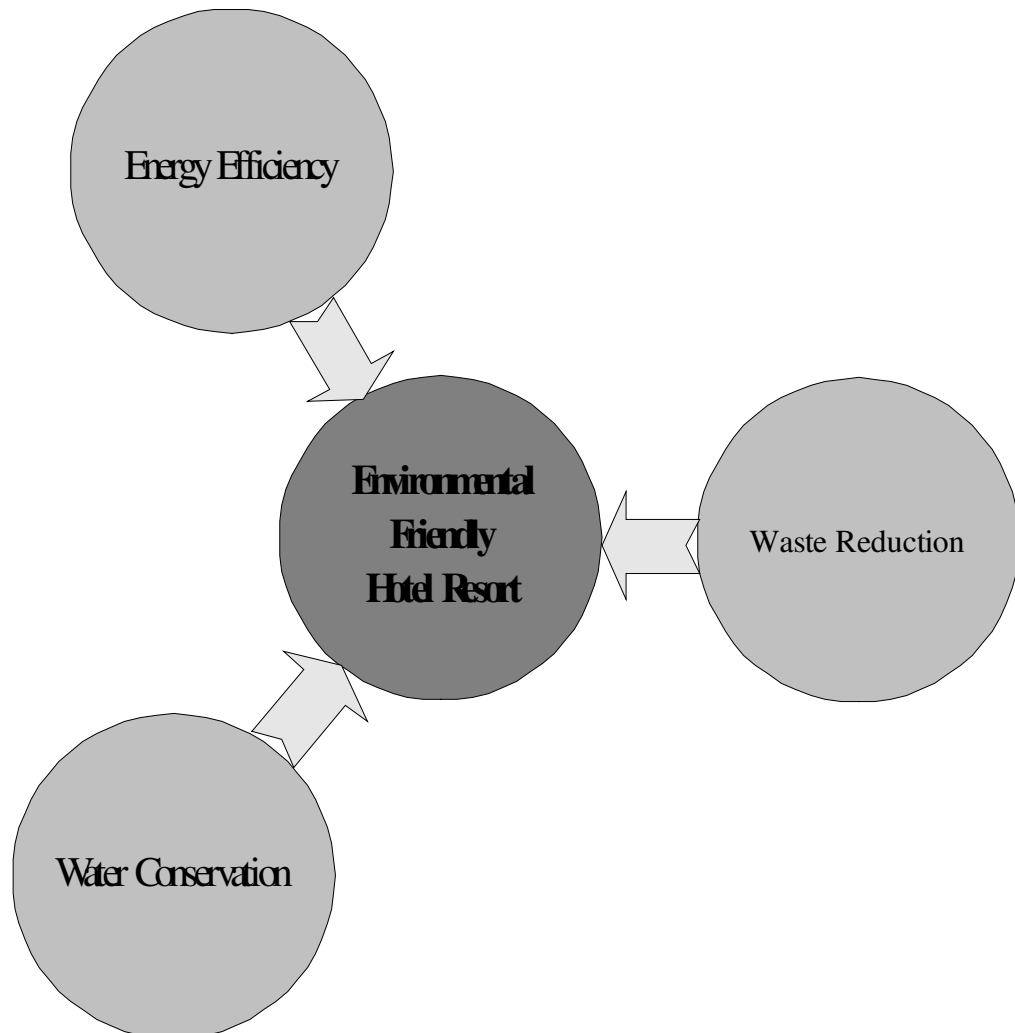 Energy Efficiency
Environmental
Friendly
Hotel Resort
Waste Reduction
Water Conservation